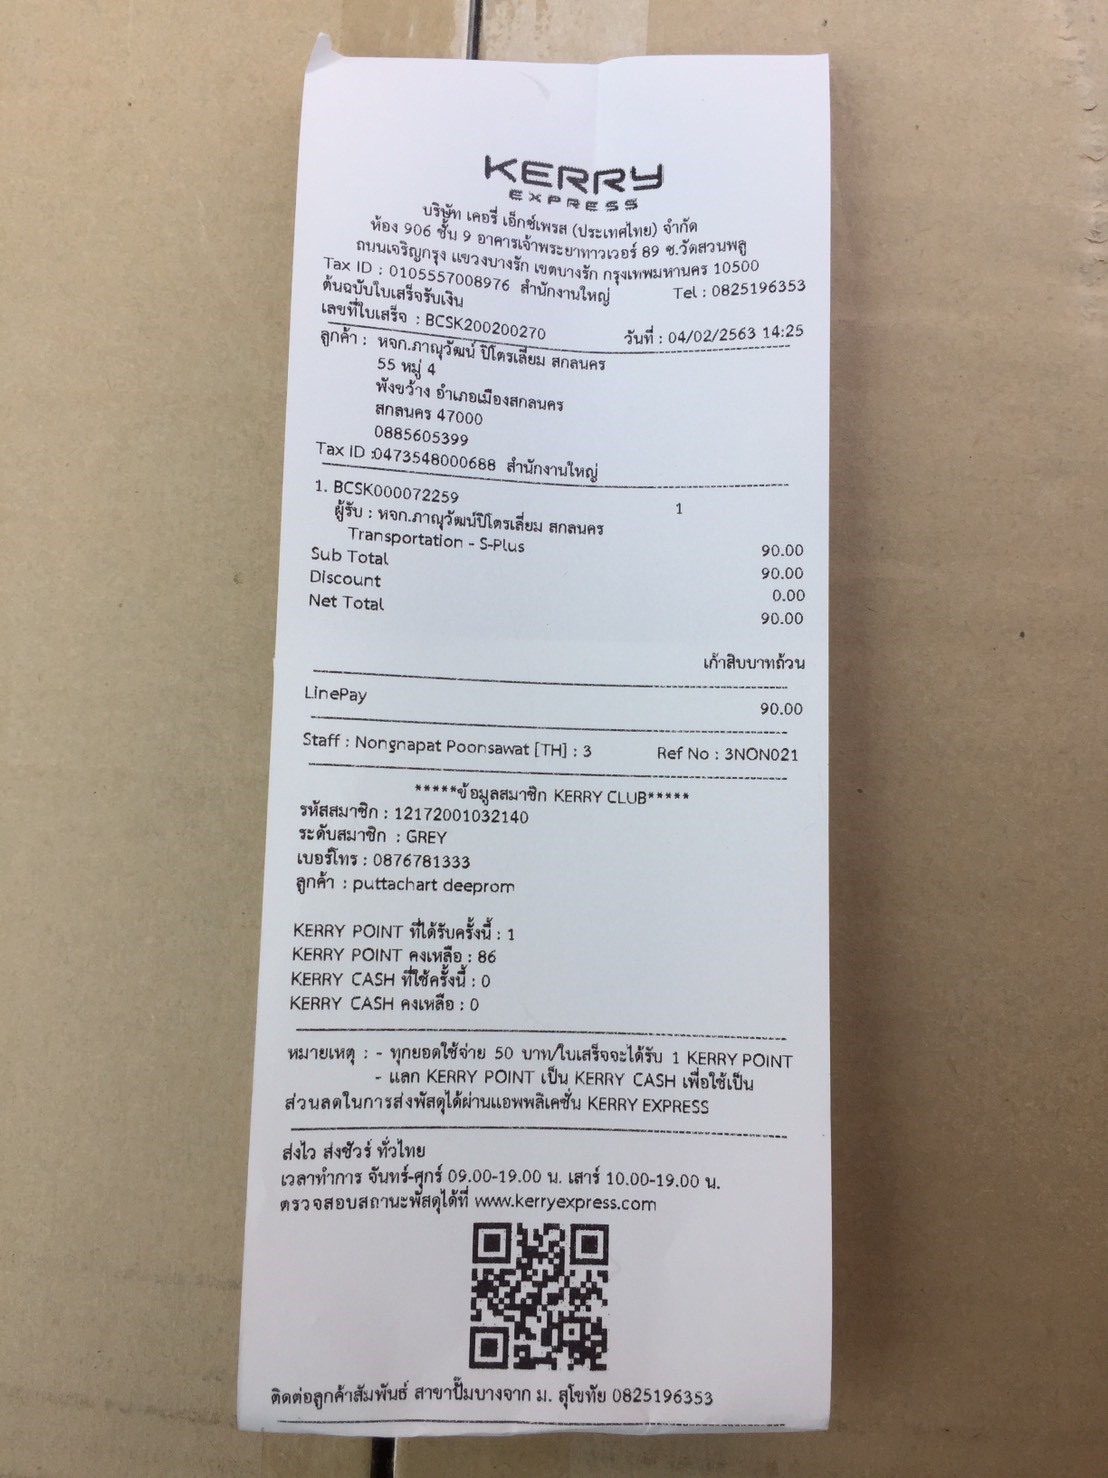 KERRY
EXPRESS
บริษัท เคอรี่ เอ็กซ์เพรส (ประเทศไทย) จำกัด
ห้อง 906 ชั้น 9 อาคารเจ้าพระยาทาวเวอร์ 89 ซ.วัดสวนพลู
ถนนเจริญกรุง แขวงบางรัก เขตบางรัก กรุงเทพมหานคร 10500
Tax ID : 0105557008976 สำนักงานใหญ่ Tel : 0825196353
ต้นฉบับใบเสร็จรับเงิน
เลขที่ใบเสร็จ : BCSK200200270 วันที่ : 04/02/2563 14:25
ลูกค้า : หจก.ภาณุวัฒน์ ปิโตรเลี่ยม สกลนคร
55 หมู่ 4
พังขว้าง อำเภอเมืองสกลนคร
สกลนคร 47000
0885605399
Tax ID :0473548000688 สำนักงานใหญ่
1. BCSK000072259 1
ผู้รับ : หจก.ภาณุวัฒน์ปิโตรเลี่ยม สกลนคร
Transportation - S-Plus 90.00
Sub Total 90.00
Discount 0.00
Net Total 90.00
เก้าสิบบาทถ้วน
LinePay 90.00
Staff : Nongnapat Poonsawat [TH] : 3 Ref No : 3NON021
*****ข้อมูลสมาชิก KERRY CLUB*****
รหัสสมาชิก : 12172001032140
ระดับสมาชิก : GREY
เบอร์โทร : 0876781333
ลูกค้า : puttachart deeprom
KERRY POINT ที่ได้รับครั้งนี้ : 1
KERRY POINT คงเหลือ : 86
KERRY CASH ที่ใช้ครั้งนี้ : 0
KERRY CASH คงเหลือ : 0
หมายเหตุ : - ทุกยอดใช้จ่าย 50 บาท/ใบเสร็จจะได้รับ 1 KERRY POINT
- แลก KERRY POINT เป็น KERRY CASH เพื่อใช้เป็น
ส่วนลดในการส่งพัสดุได้ผ่านแอพพลิเคชั่น KERRY EXPRESS
ส่งไว ส่งชัวร์ ทั่วไทย
เวลาทำการ จันทร์-ศุกร์ 09.00-19.00 น. เสาร์ 10.00-19.00 น.
ตรวจสอบสถานะพัสดุได้ที่ www.kerryexpress.com
ติดต่อลูกค้าสัมพันธ์ สาขาปั๊มบางจาก ม. สุโขทัย 0825196353